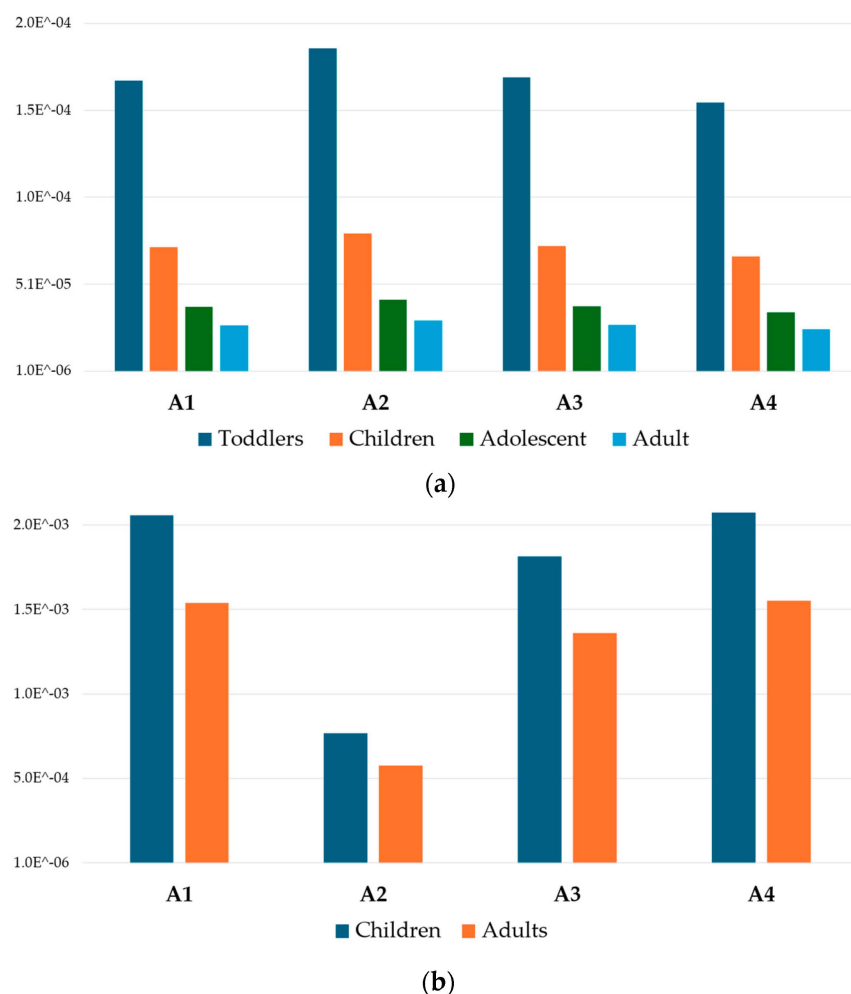 2.0E^-04
1.5E^-04
1.0E^-04
5.1E^-05
1.0E^-06
A1 A2 A3 A4
Toddlers Children Adolescent Adult
(a)
2.0E^-03
1.5E^-03
1.0E^-03
5.0E^-04
1.0E^-06
A1 A2 A3 A4
Children Adults
(b)